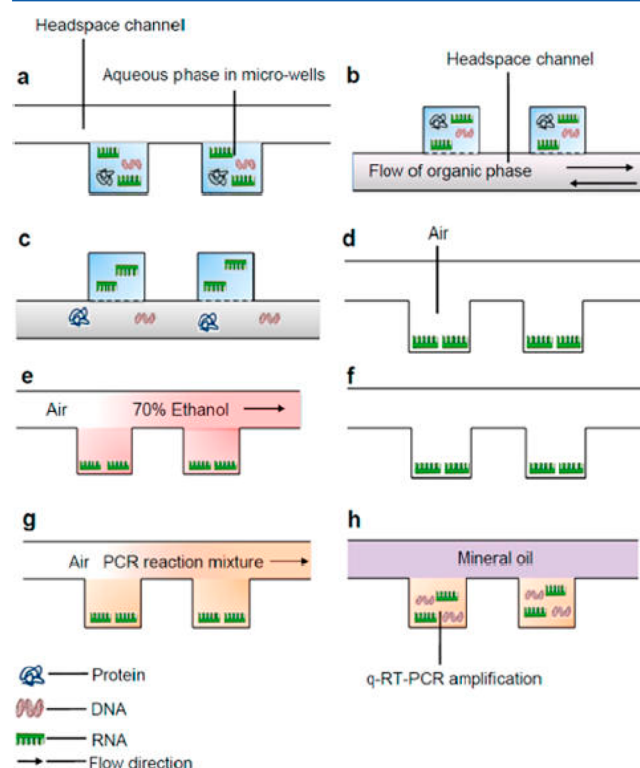 Headspace channel
a
Aqueous phase in micro-wells
b
Headspace channel
Flow of organic phase
c
d
Air
e
Air 70% Ethanol
f
g
Air PCR reaction mixture
h
Mineral oil
q-RT-PCR amplification
Protein
DNA
RNA
Flow direction